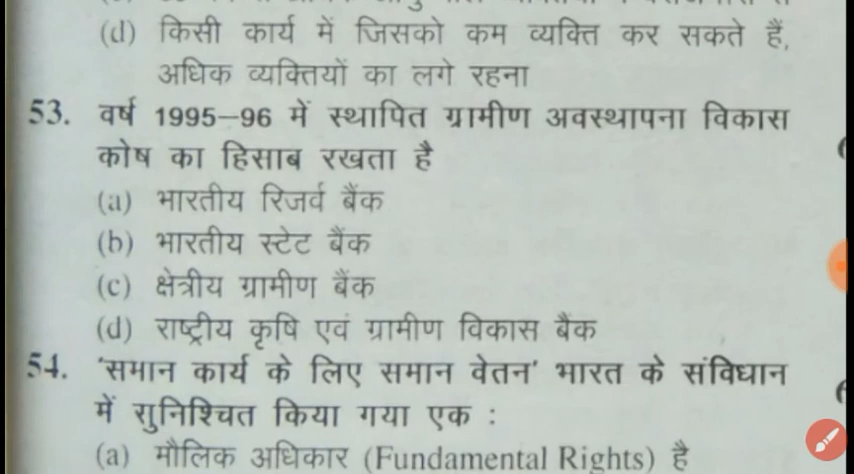 (d) किसी कार्य में जिसको कम व्यक्ति कर सकते हैं,
अधिक व्यक्तियों का लगे रहना
53. वर्ष 1995–96 में स्थापित ग्रामीण अवस्थापना विकास
कोष का हिसाब रखता है
(a) भारतीय रिजर्व बैंक
(b) भारतीय स्टेट बैंक
(c) क्षेत्रीय ग्रामीण बैंक
(d) राष्ट्रीय कृषि एवं ग्रामीण विकास बैंक
54. 'समान कार्य के लिए समान वेतन' भारत के संविधान
में सुनिश्चित किया गया एक :
(a) मौलिक अधिकार (Fundamental Rights) है